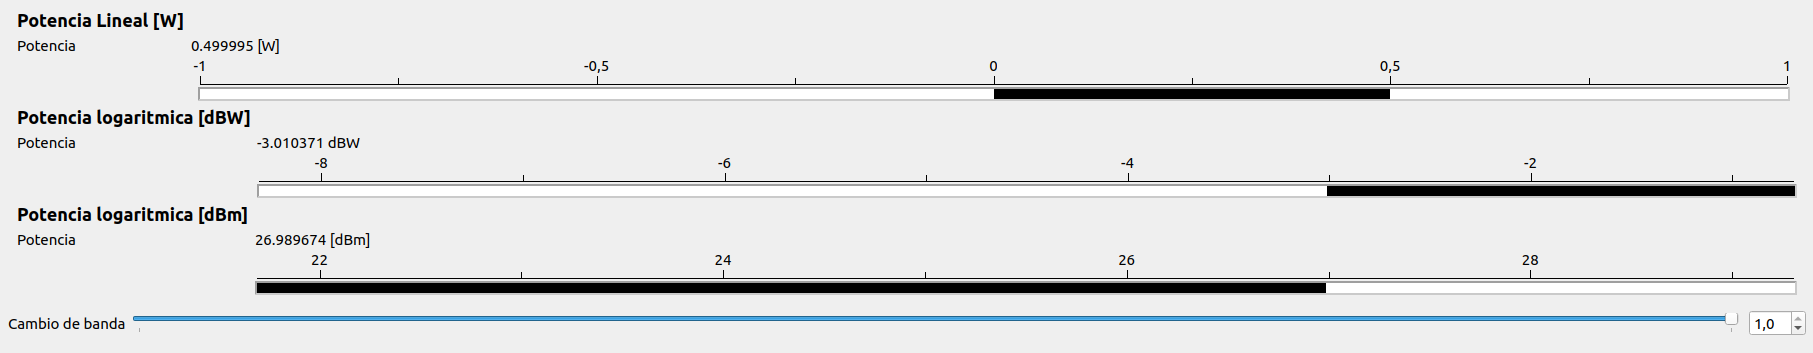 Potencia Lineal [W]
Potencia 0.499995 [W]
-1 -0,5 0 0,5 1
Potencia logaritmica [dBW]
Potencia -3.010371 dBW
-8 -6 -4 -2
Potencia logaritmica [dBm]
Potencia 26.989674 [dBm]
22 24 26 28
Cambio de banda 1,0